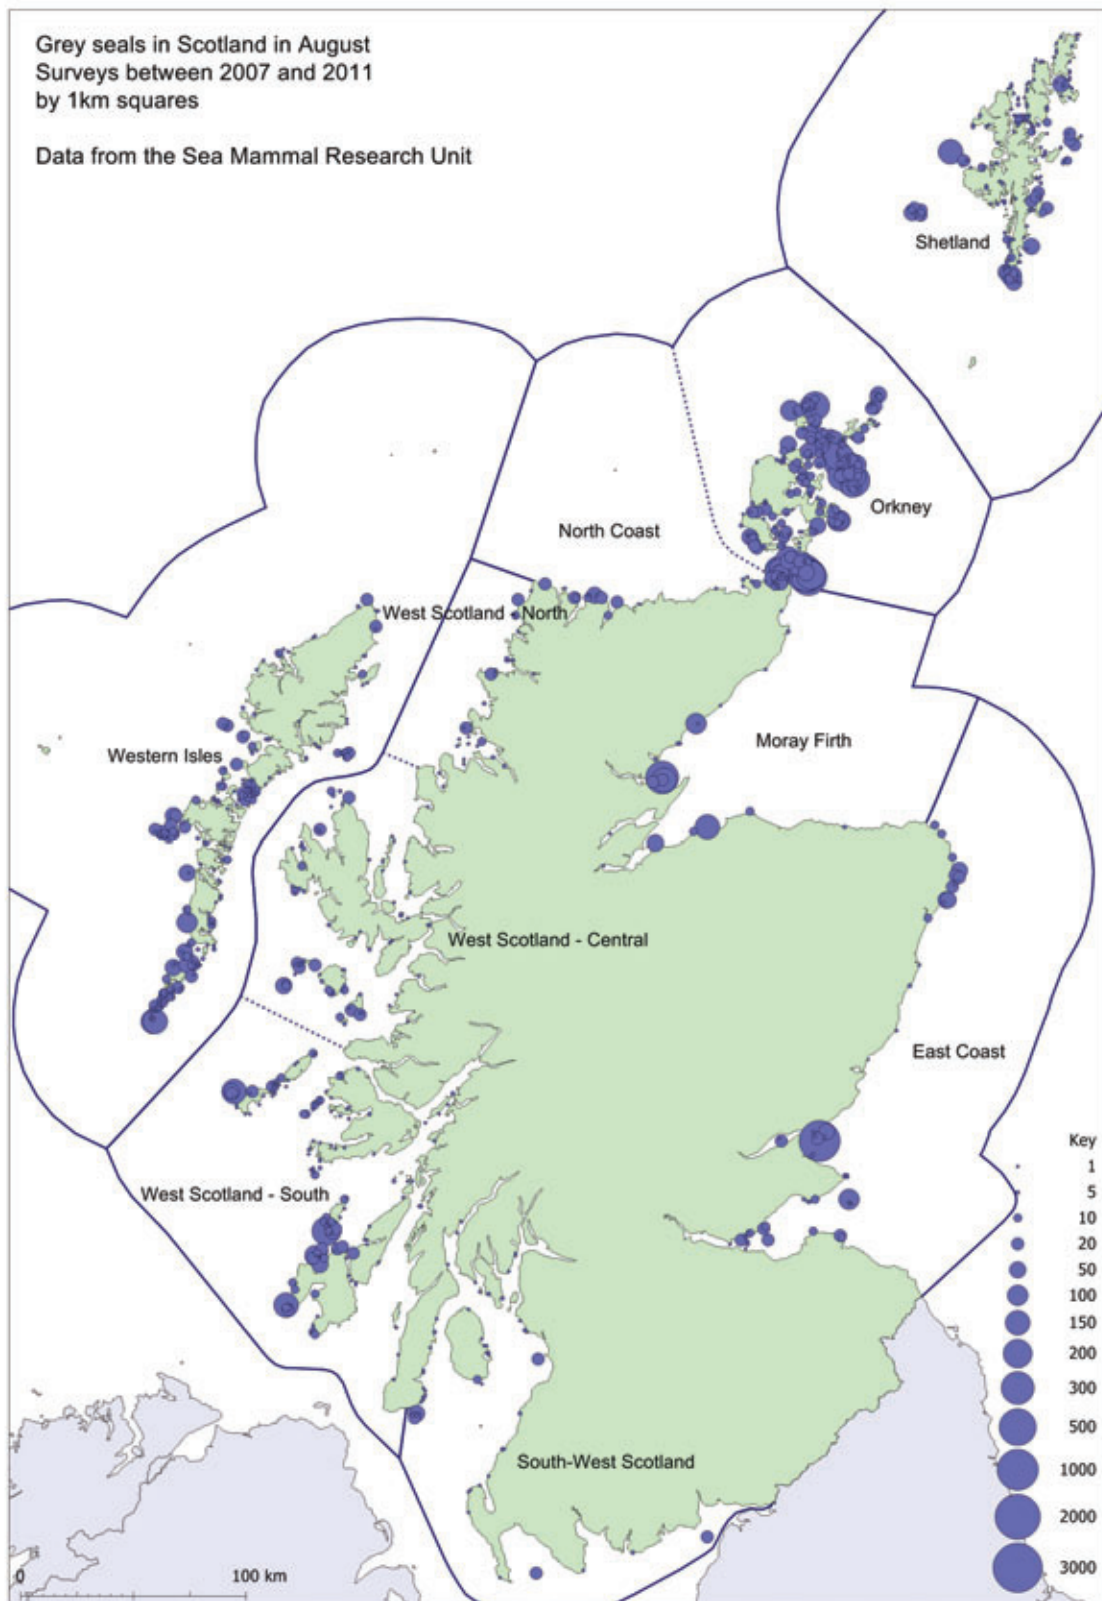 Grey seals in Scotland in August
Surveys between 2007 and 2011
by 1km squares
Data from the Sea Mammal Research Unit
Shetland
Orkney
North Coast
West Scotland - North
Western Isles
Moray Firth
West Scotland - Central
East Coast
West Scotland - South
South-West Scotland
Key
1
5
10
20
50
100
150
200
300
500
1000
2000
3000
0 100 km